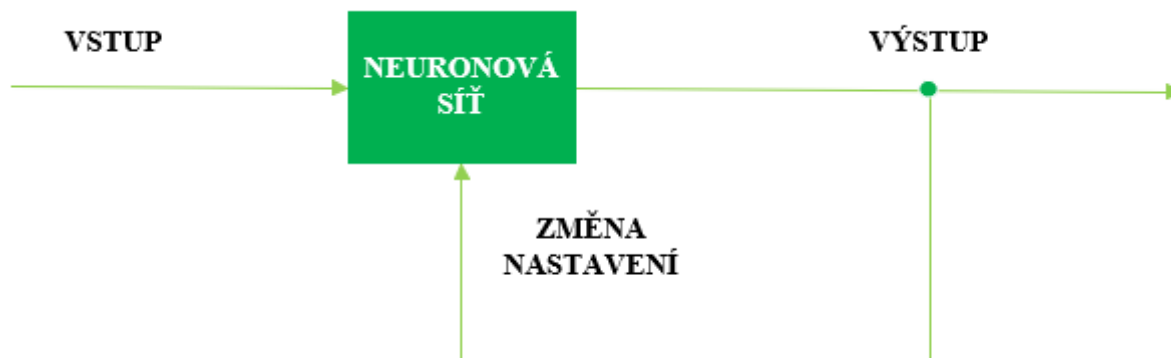 VSTUP
NEURONOVÁ
SÍŤ
VÝSTUP
ZMĚNA
NASTAVENÍ